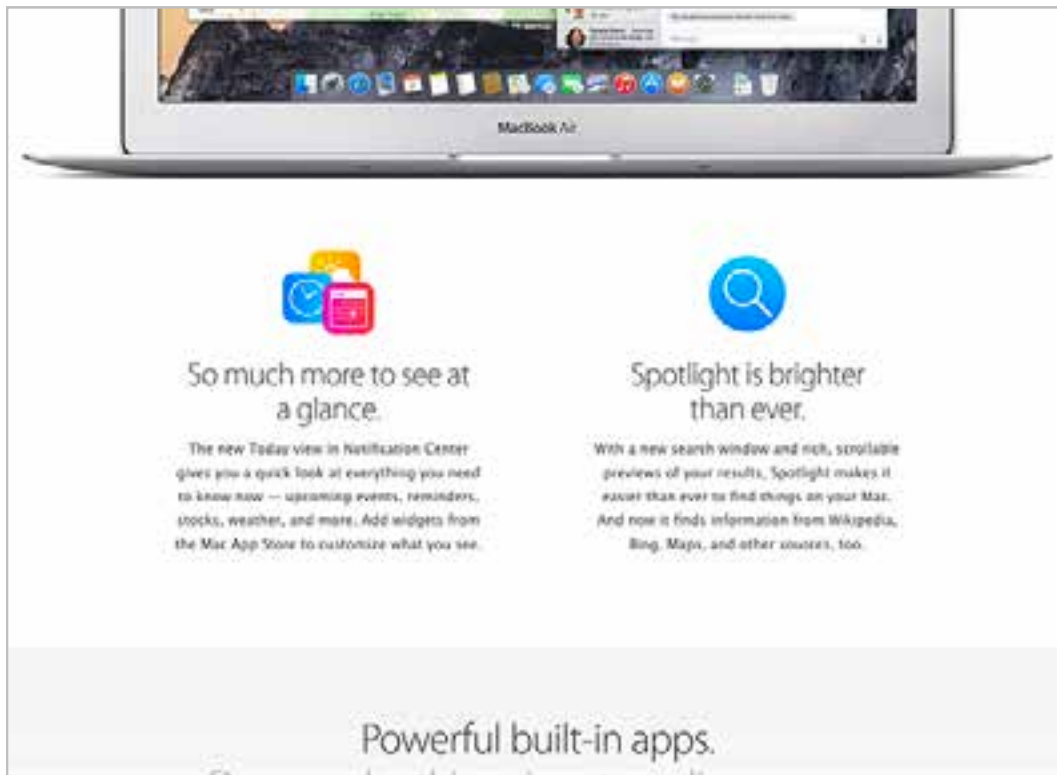 MacBook Air
So much more to see at
a glance.
The new Today view in Notification Center
gives you a quick look at everything you need
to know now — upcoming events, reminders,
stocks, weather, and more. Add widgets from
the Mac App Store to customize what you see.
Spotlight is brighter
than ever.
With a new search window and rich, scrollable
previews of your results, Spotlight makes it
easier than ever to find things on your Mac.
And now it finds information from Wikipedia,
Bing, Maps, and other sources, too.
Powerful built-in apps.